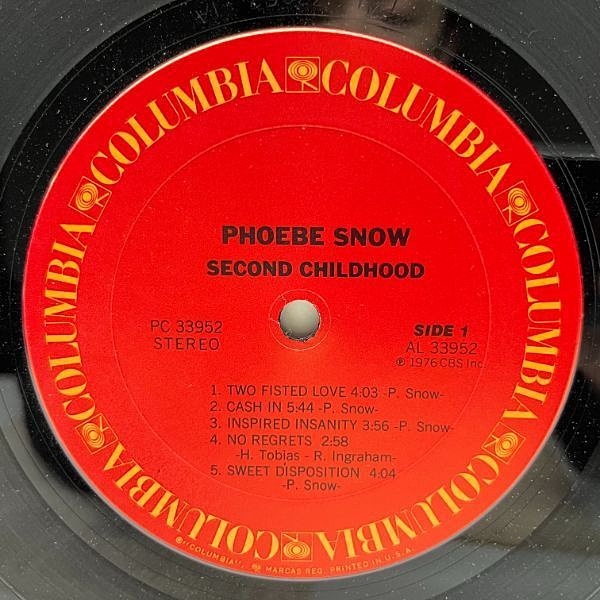 COLUMBIA COLUMBIA COLUMBIA COLUMBIA COLUMBIA COLUMBIA
PHOEBE SNOW
SECOND CHILDHOOD
PC 33952
STEREO
SIDE 1
AL 33952
℗ 1976 CBS Inc
1. TWO FISTED LOVE 4:03 -P. Snow-
2. CASH IN 5:44 -P. Snow-
3. INSPIRED INSANITY 3:56 -P. Snow-
4. NO REGRETS 2:58
-H. Tobias - R. Ingraham-
5. SWEET DISPOSITION 4:04
-P. Snow-
®"COLUMBIA", MARCAS REG. PRINTED IN U.S.A.